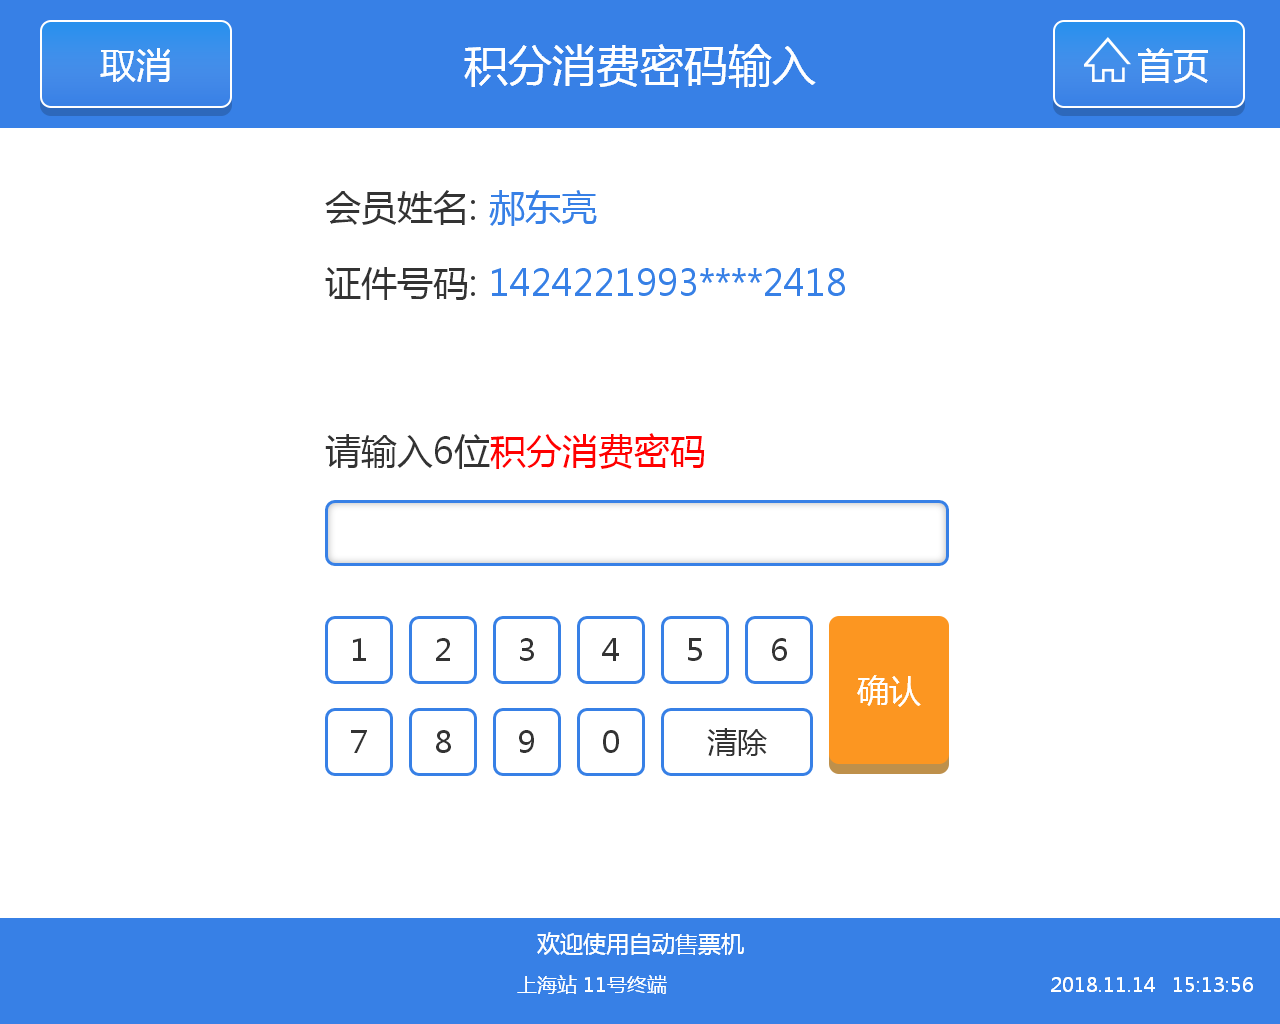 取消
积分消费密码输入
首页
会员姓名: 郝东亮
证件号码: 1424221993****2418
请输入6位积分消费密码
1 2 3 4 5 6
确认
7 8 9 0 清除
欢迎使用自动售票机
上海站 11号终端
2018.11.14 15:13:56